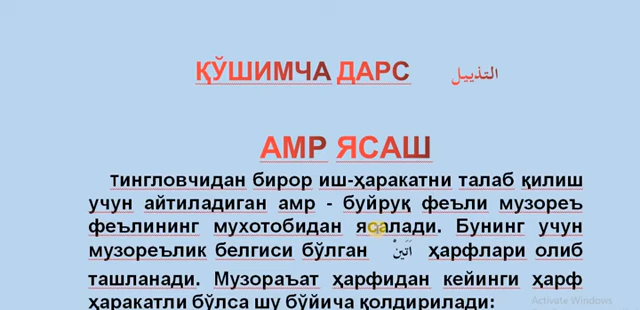 ҚЎШИМЧА ДАРС التذييل
АМР ЯСАШ
Тингловчидан бирор иш-ҳаракатни талаб қилиш
учун айтиладиган амр - буйруқ феъли музореъ
феълининг мухотобидан ясалади. Бунинг учун
музореълик белгиси бўлган اَتَينَ ҳарфлари олиб
ташланади. Музораъат ҳарфидан кейинги ҳарф
ҳаракатли бўлса шу бўйича қолдирилади:
Activate Windows